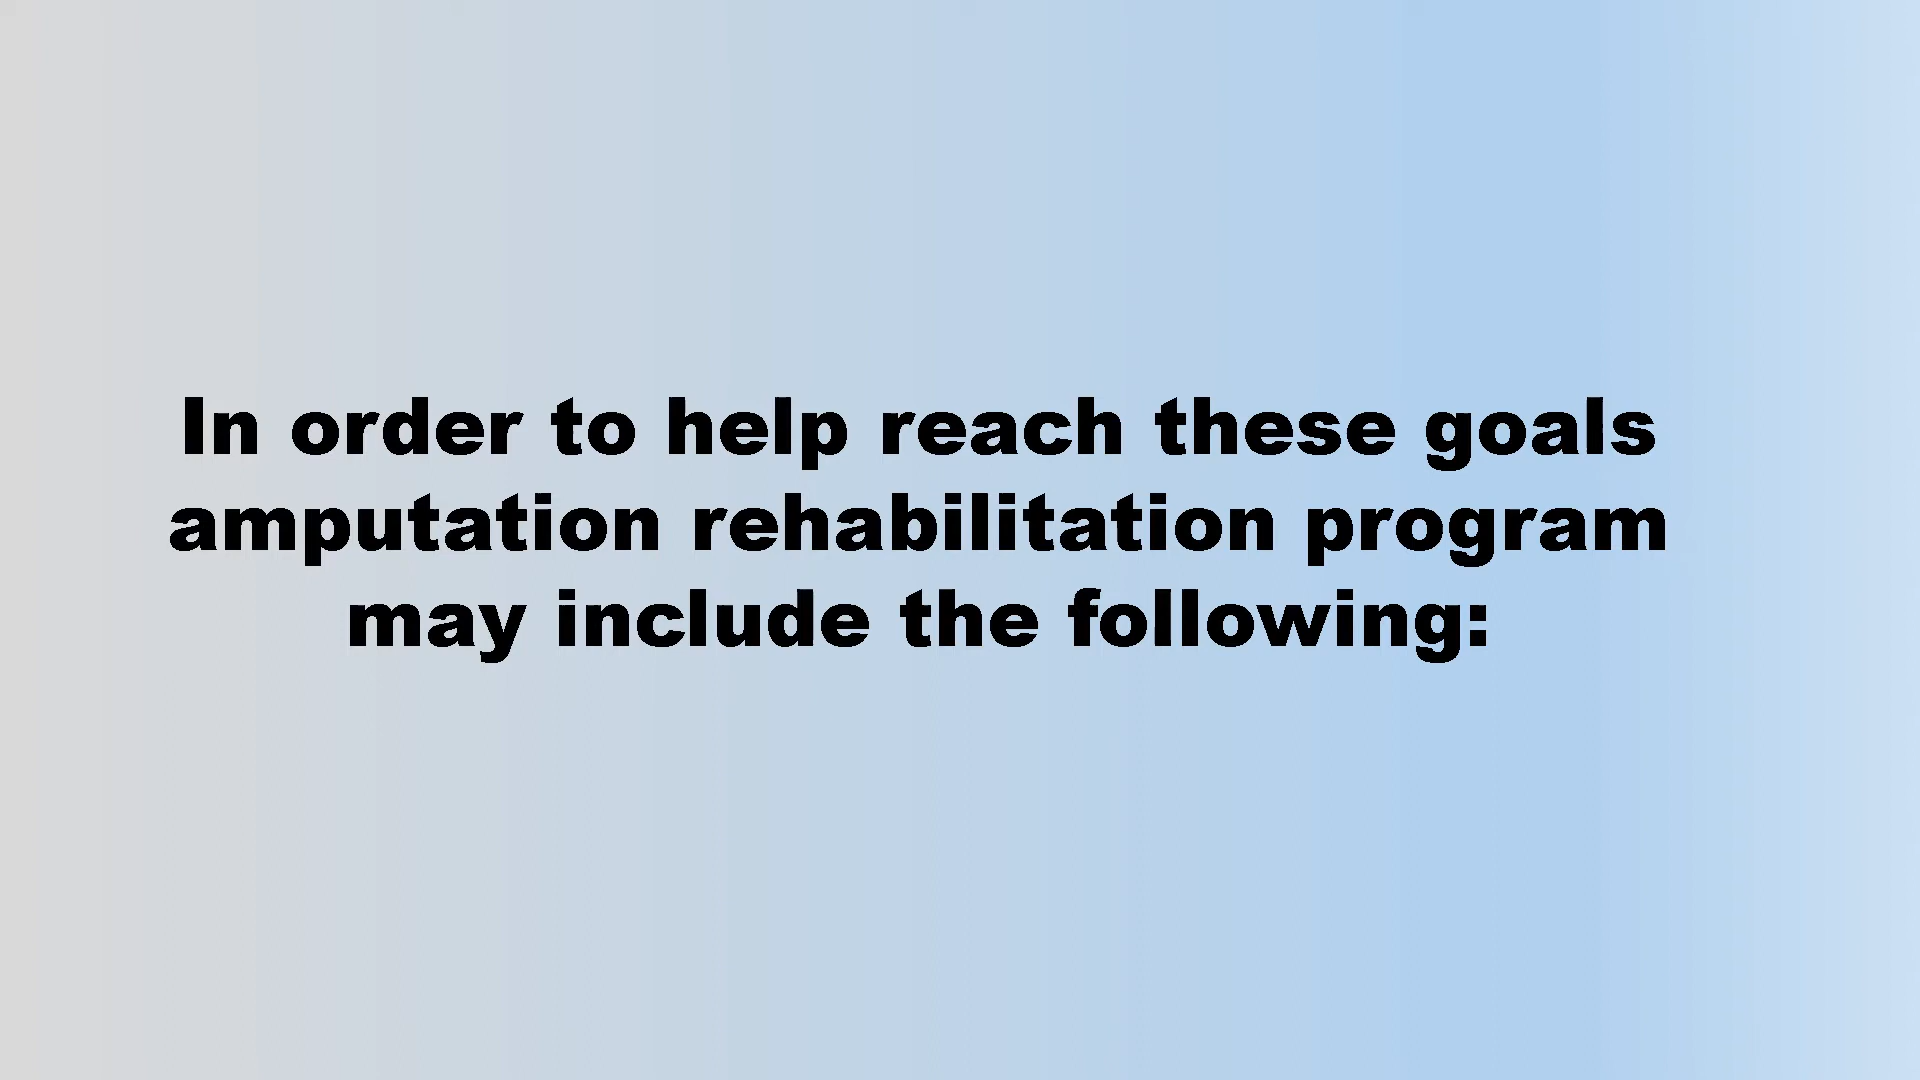 In order to help reach these goals
amputation rehabilitation program
may include the following: